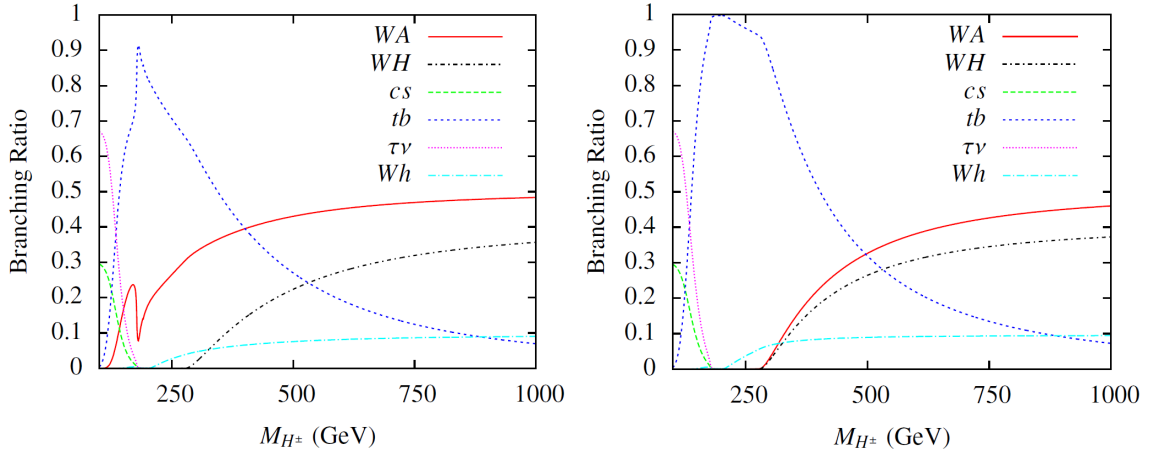 1
0.9
0.8
0.7
0.6
0.5
0.4
0.3
0.2
0.1
0
Branching Ratio
WA
WH
cs
tb
τν
Wh
250
500
750
1000
M_{H^±} (GeV)
1
0.9
0.8
0.7
0.6
0.5
0.4
0.3
0.2
0.1
0
Branching Ratio
WA
WH
cs
tb
τν
Wh
250
500
750
1000
M_{H^±} (GeV)